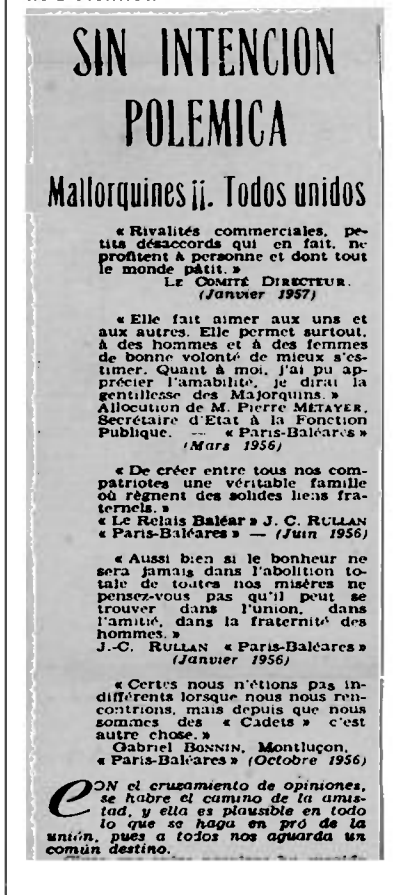 SIN INTENCION
POLEMICA
Mallorquines ¡¡. Todos unidos
« Rivalités commerciales, pe-
tits désaccords qui en fait, ne
profitent à personne et dont tout
le monde pâtit. »
LE COMITÉ DIRECTEUR.
(Janvier 1957)
« Elle fait aimer aux uns et
aux autres. Elle permet surtout,
à des hommes et à des femmes
de bonne volonté de mieux s'es-
timer. Quant à moi, j'ai pu ap-
précier l'amabilité, je dirai la
gentillesse des Majorquins. »
Allocution de M. Pierre METAYER,
Secrétaire d'Etat à la Fonction
Publique. — « Paris-Baléares »
(Mars 1956)
« De créer entre tous nos com-
patriotes une véritable famille
où règnent des solides liens fra-
ternels. »
« Le Relais Baléar » J. C. RULLAN
« Paris-Baléares » — (Juin 1956)
« Aussi bien si le bonheur ne
sera jamais dans l'abolition to-
tale de toutes nos misères ne
pensez-vous pas qu'il peut se
trouver dans l'union, dans
l'amitié, dans la fraternité des
hommes. »
J.-C. RULLAN « Paris-Baléares »
(Janvier 1956)
« Certes nous n'étions pas in-
différents lorsque nous nous ren-
contrions, mais depuis que nous
sommes des « Cadets » c'est
autre chose. »
Gabriel BONNIN, Montluçon,
« Paris-Baléares » (Octobre 1956)
CON el cruzamiento de opiniones,
se habre el camino de la amis-
tad, y ella es plausible en todo
lo que se haga en pró de la
unión, pues a todos nos aguarda un
común destino.